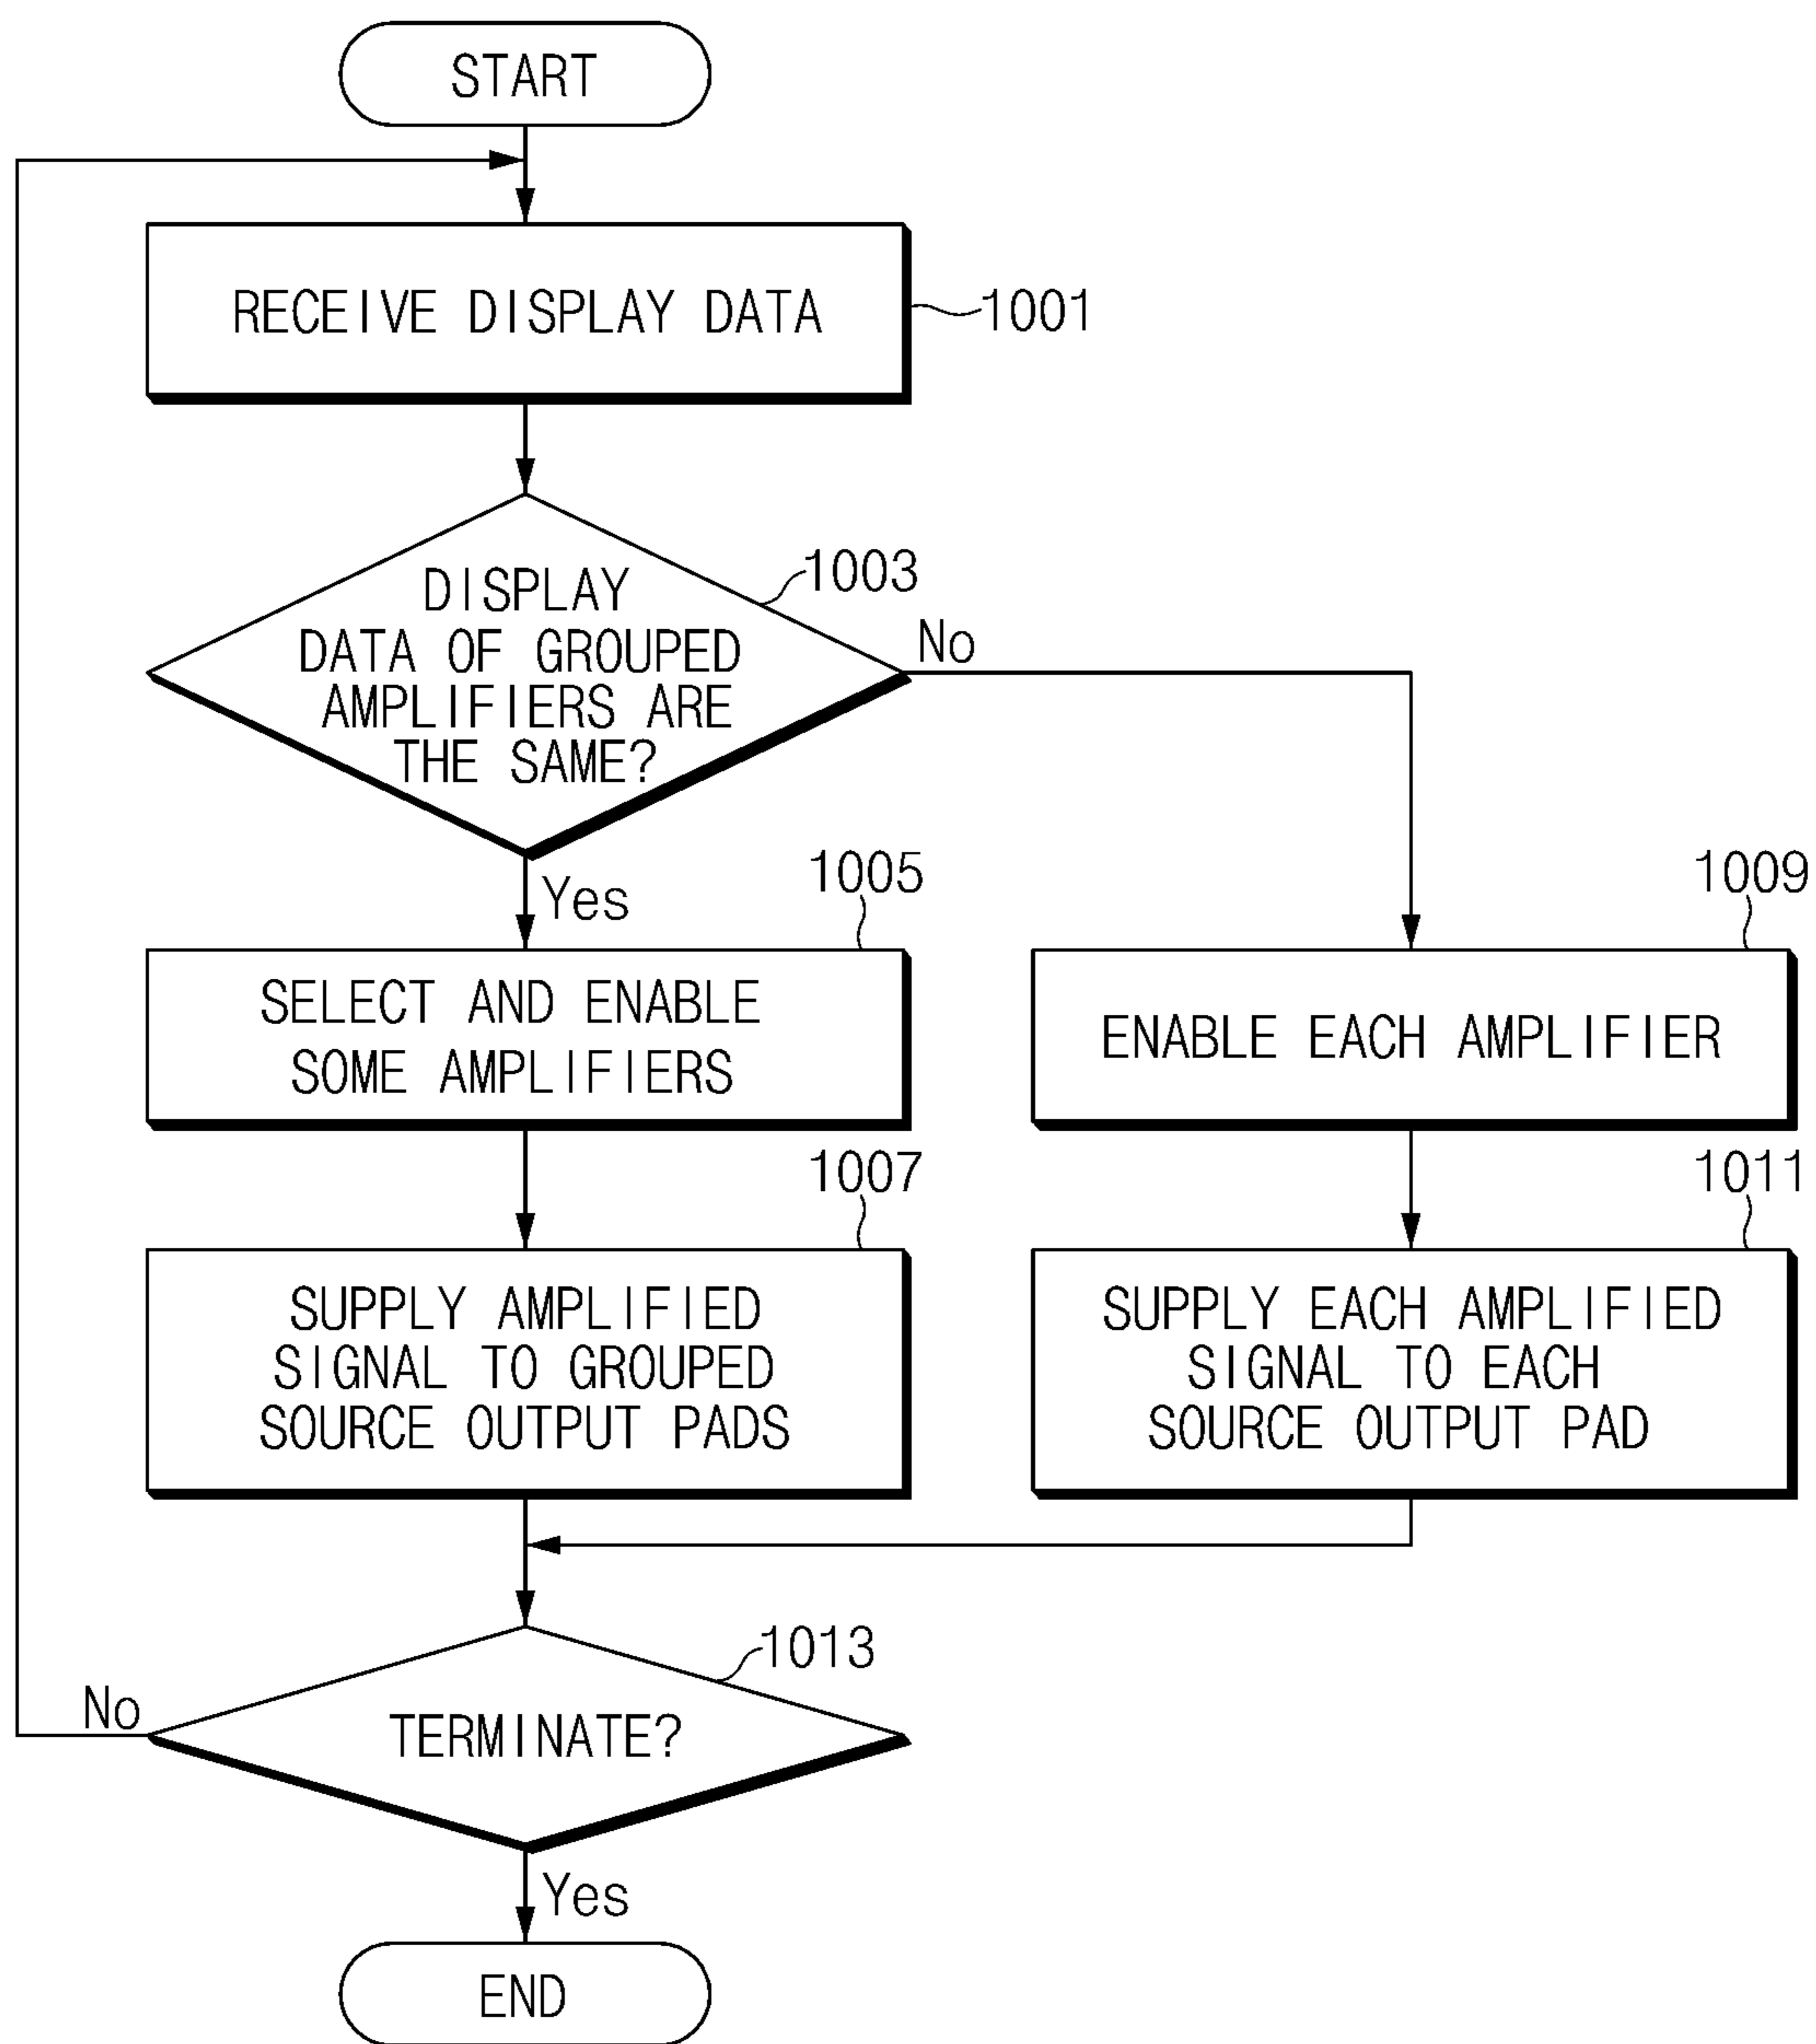 START
RECEIVE DISPLAY DATA
1001
1003
DISPLAY
DATA OF GROUPED
AMPLIFIERS ARE
THE SAME?
No
Yes
1005
SELECT AND ENABLE
SOME AMPLIFIERS
1009
ENABLE EACH AMPLIFIER
1007
SUPPLY AMPLIFIED
SIGNAL TO GROUPED
SOURCE OUTPUT PADS
1011
SUPPLY EACH AMPLIFIED
SIGNAL TO EACH
SOURCE OUTPUT PAD
1013
TERMINATE?
No
Yes
END